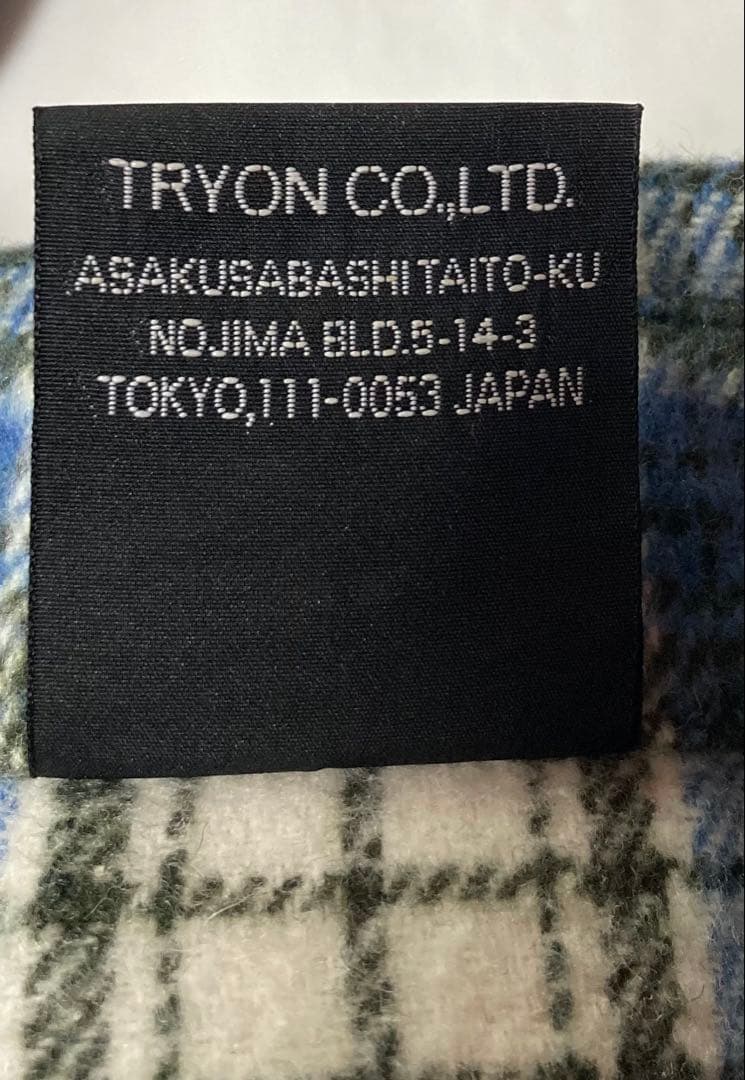 TRYON CO.,LTD.
ASAKUSABASHI TAITO-KU
NOJIMA BLD.5-14-3
TOKYO,111-0053 JAPAN